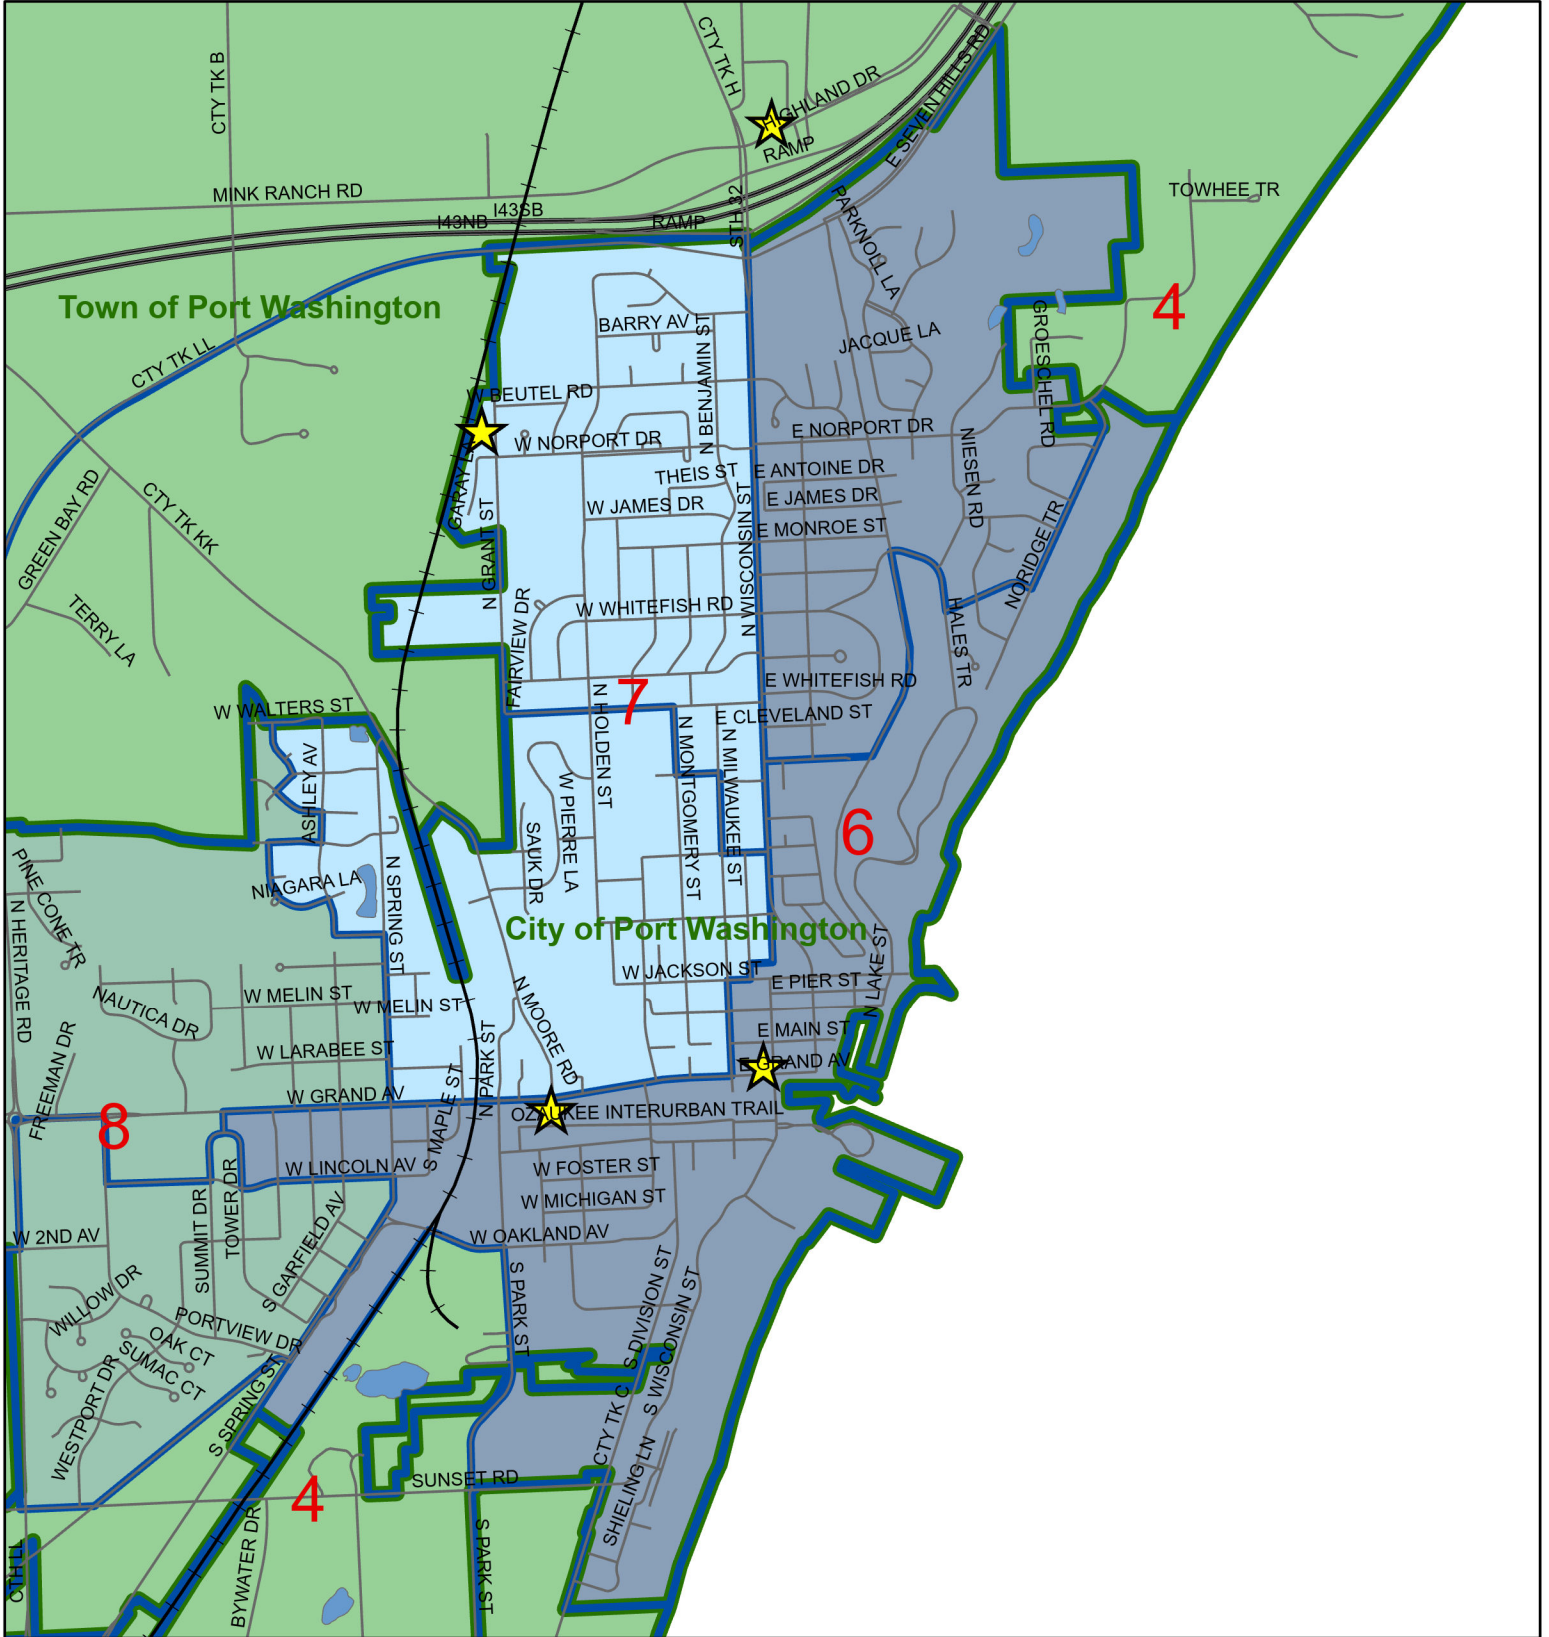 CTY TK B
CTY TK H
HIGHLAND DR
RAMP
E SEVEN HILLS RD
MINK RANCH RD
I43NB
I43SB
RAMP
STH 32
PARKNOLL LA
TOWHEE TR
Town of Port Washington
4
CTY TK LL
BARRY AV
N BENJAMIN ST
JACQUE LA
GROESCHEL RD
W BEUTEL RD
W NORPORT DR
E NORPORT DR
GARAY LA
THEIS ST
E ANTOINE DR
NIESEN RD
GREEN BAY RD
CTY TK KK
N GRANT ST
W JAMES DR
N WISCONSIN ST
E JAMES DR
E MONROE ST
NORIDGE TR
TERRY LA
FAIRVIEW DR
W WHITEFISH RD
HALES TR
E WHITEFISH RD
7
W WALTERS ST
N HOLDEN ST
E CLEVELAND ST
N MONTGOMERY ST
N MILWAUKEE ST
ASHLEY AV
W PIERRE LA
SAUK DR
6
PINE CONE TR
NIAGARA LA
N SPRING ST
N HERITAGE RD
City of Port Washington
N LAKE ST
W JACKSON ST
E PIER ST
NAUTICA DR
W MELIN ST
W MELIN ST
N MOORE RD
FREEMAN DR
W LARABEE ST
N PARK ST
E MAIN ST
E GRAND AV
W GRAND AV
S MAPLE ST
OZAUKEE INTERURBAN TRAIL
8
W LINCOLN AV
W FOSTER ST
SUMMIT DR
TOWER DR
W MICHIGAN ST
S GARFIELD AV
W 2ND AV
W OAKLAND AV
WILLOW DR
PORTVIEW DR
OAK CT
SUMAC CT
WESTPORT DR
S SPRING ST
S PARK ST
S DIVISION ST
S WISCONSIN ST
CTY TK C
4
SUNSET RD
SHIELING LN
CTH LL
BYWATER DR
S PARK ST